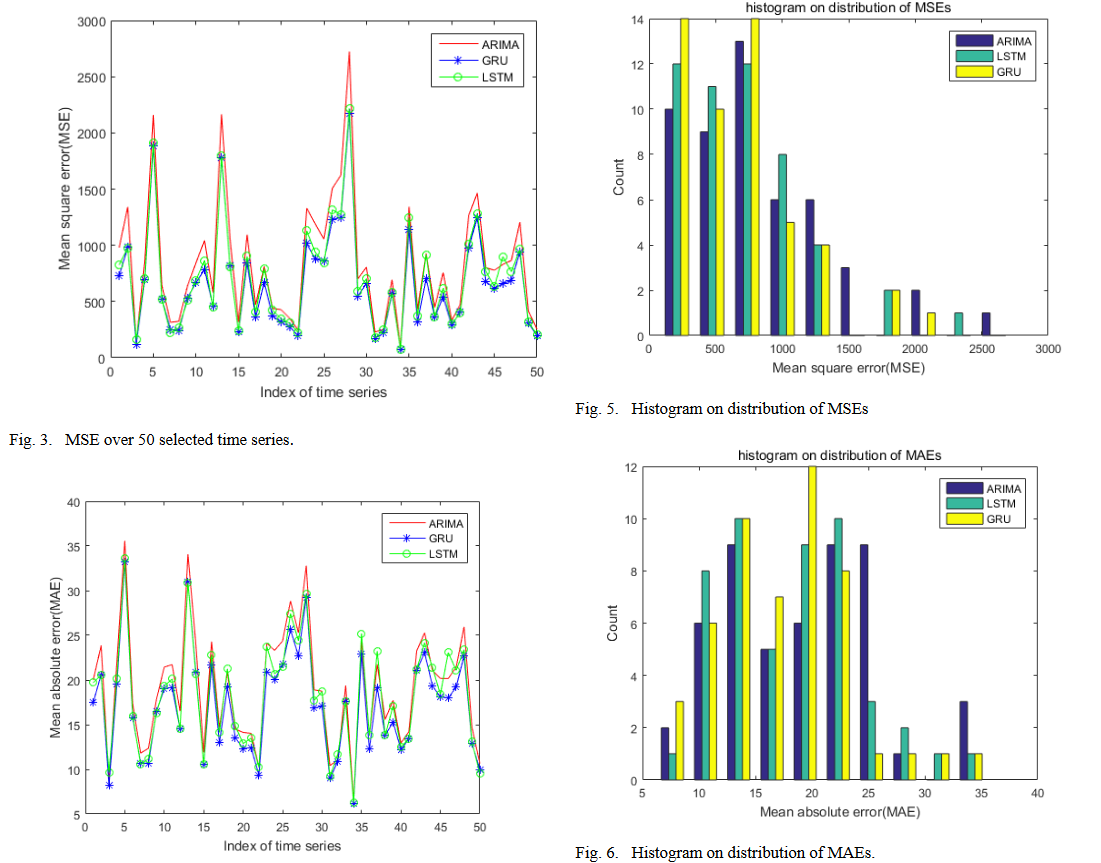 3000
2500
2000
1500
1000
500
0
Mean square error(MSE)
ARIMA
GRU
LSTM
0 5 10 15 20 25 30 35 40 45 50
Index of time series
Fig. 3. MSE over 50 selected time series.
histogram on distribution of MSEs
14
12
10
8
6
4
2
0
Count
ARIMA
LSTM
GRU
0 500 1000 1500 2000 2500 3000
Mean square error(MSE)
Fig. 5. Histogram on distribution of MSEs
40
35
30
25
20
15
10
5
Mean absolute error(MAE)
ARIMA
GRU
LSTM
0 5 10 15 20 25 30 35 40 45 50
Index of time series
histogram on distribution of MAEs
12
10
8
6
4
2
0
Count
ARIMA
LSTM
GRU
5 10 15 20 25 30 35 40
Mean absolute error(MAE)
Fig. 6. Histogram on distribution of MAEs.